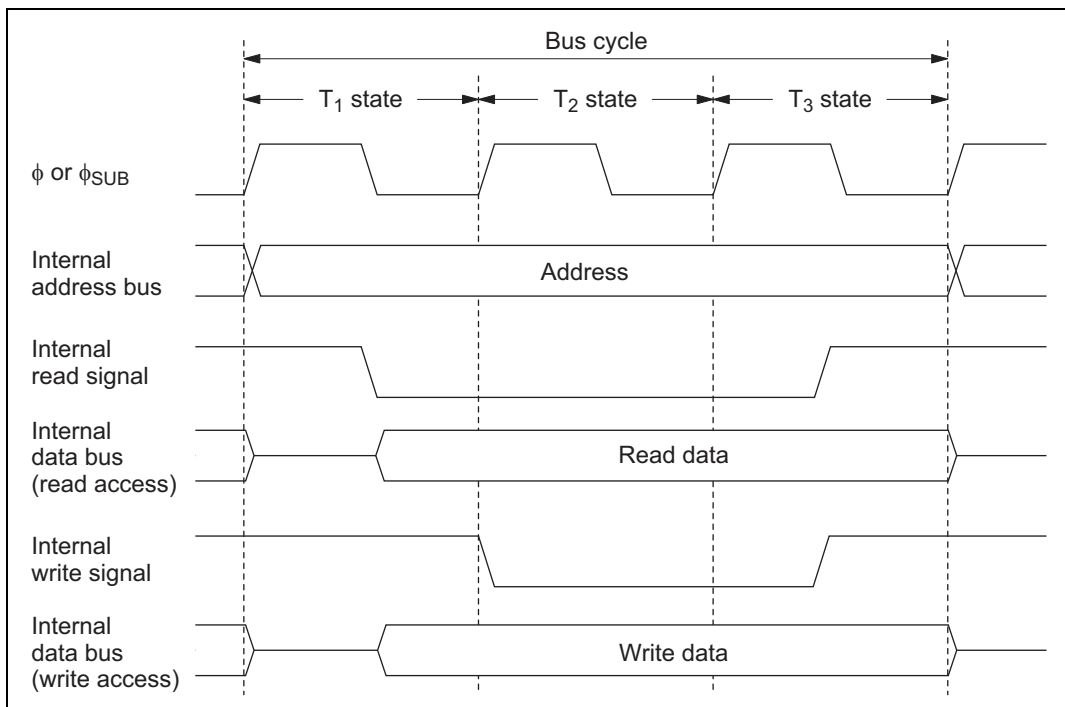 Bus cycle
T1 state
T2 state
T3 state
ϕ or ϕSUB
Internal
address bus
Address
Internal
read signal
Internal
data bus
(read access)
Read data
Internal
write signal
Internal
data bus
(write access)
Write data